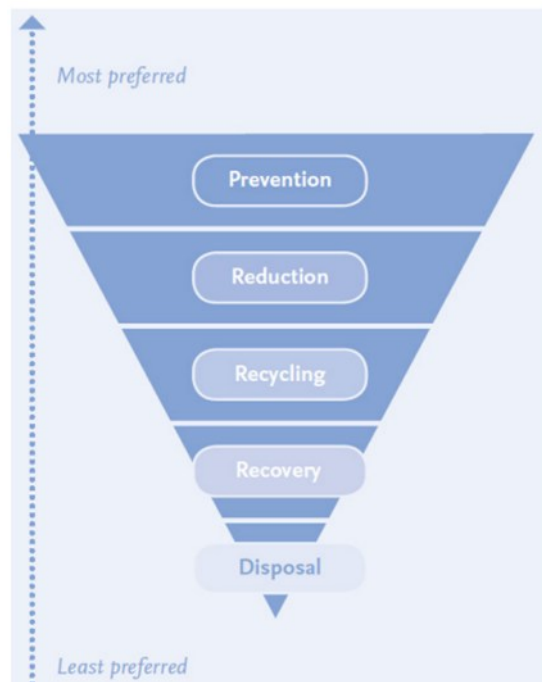 Most preferred
Prevention
Reduction
Recycling
Recovery
Disposal
Least preferred